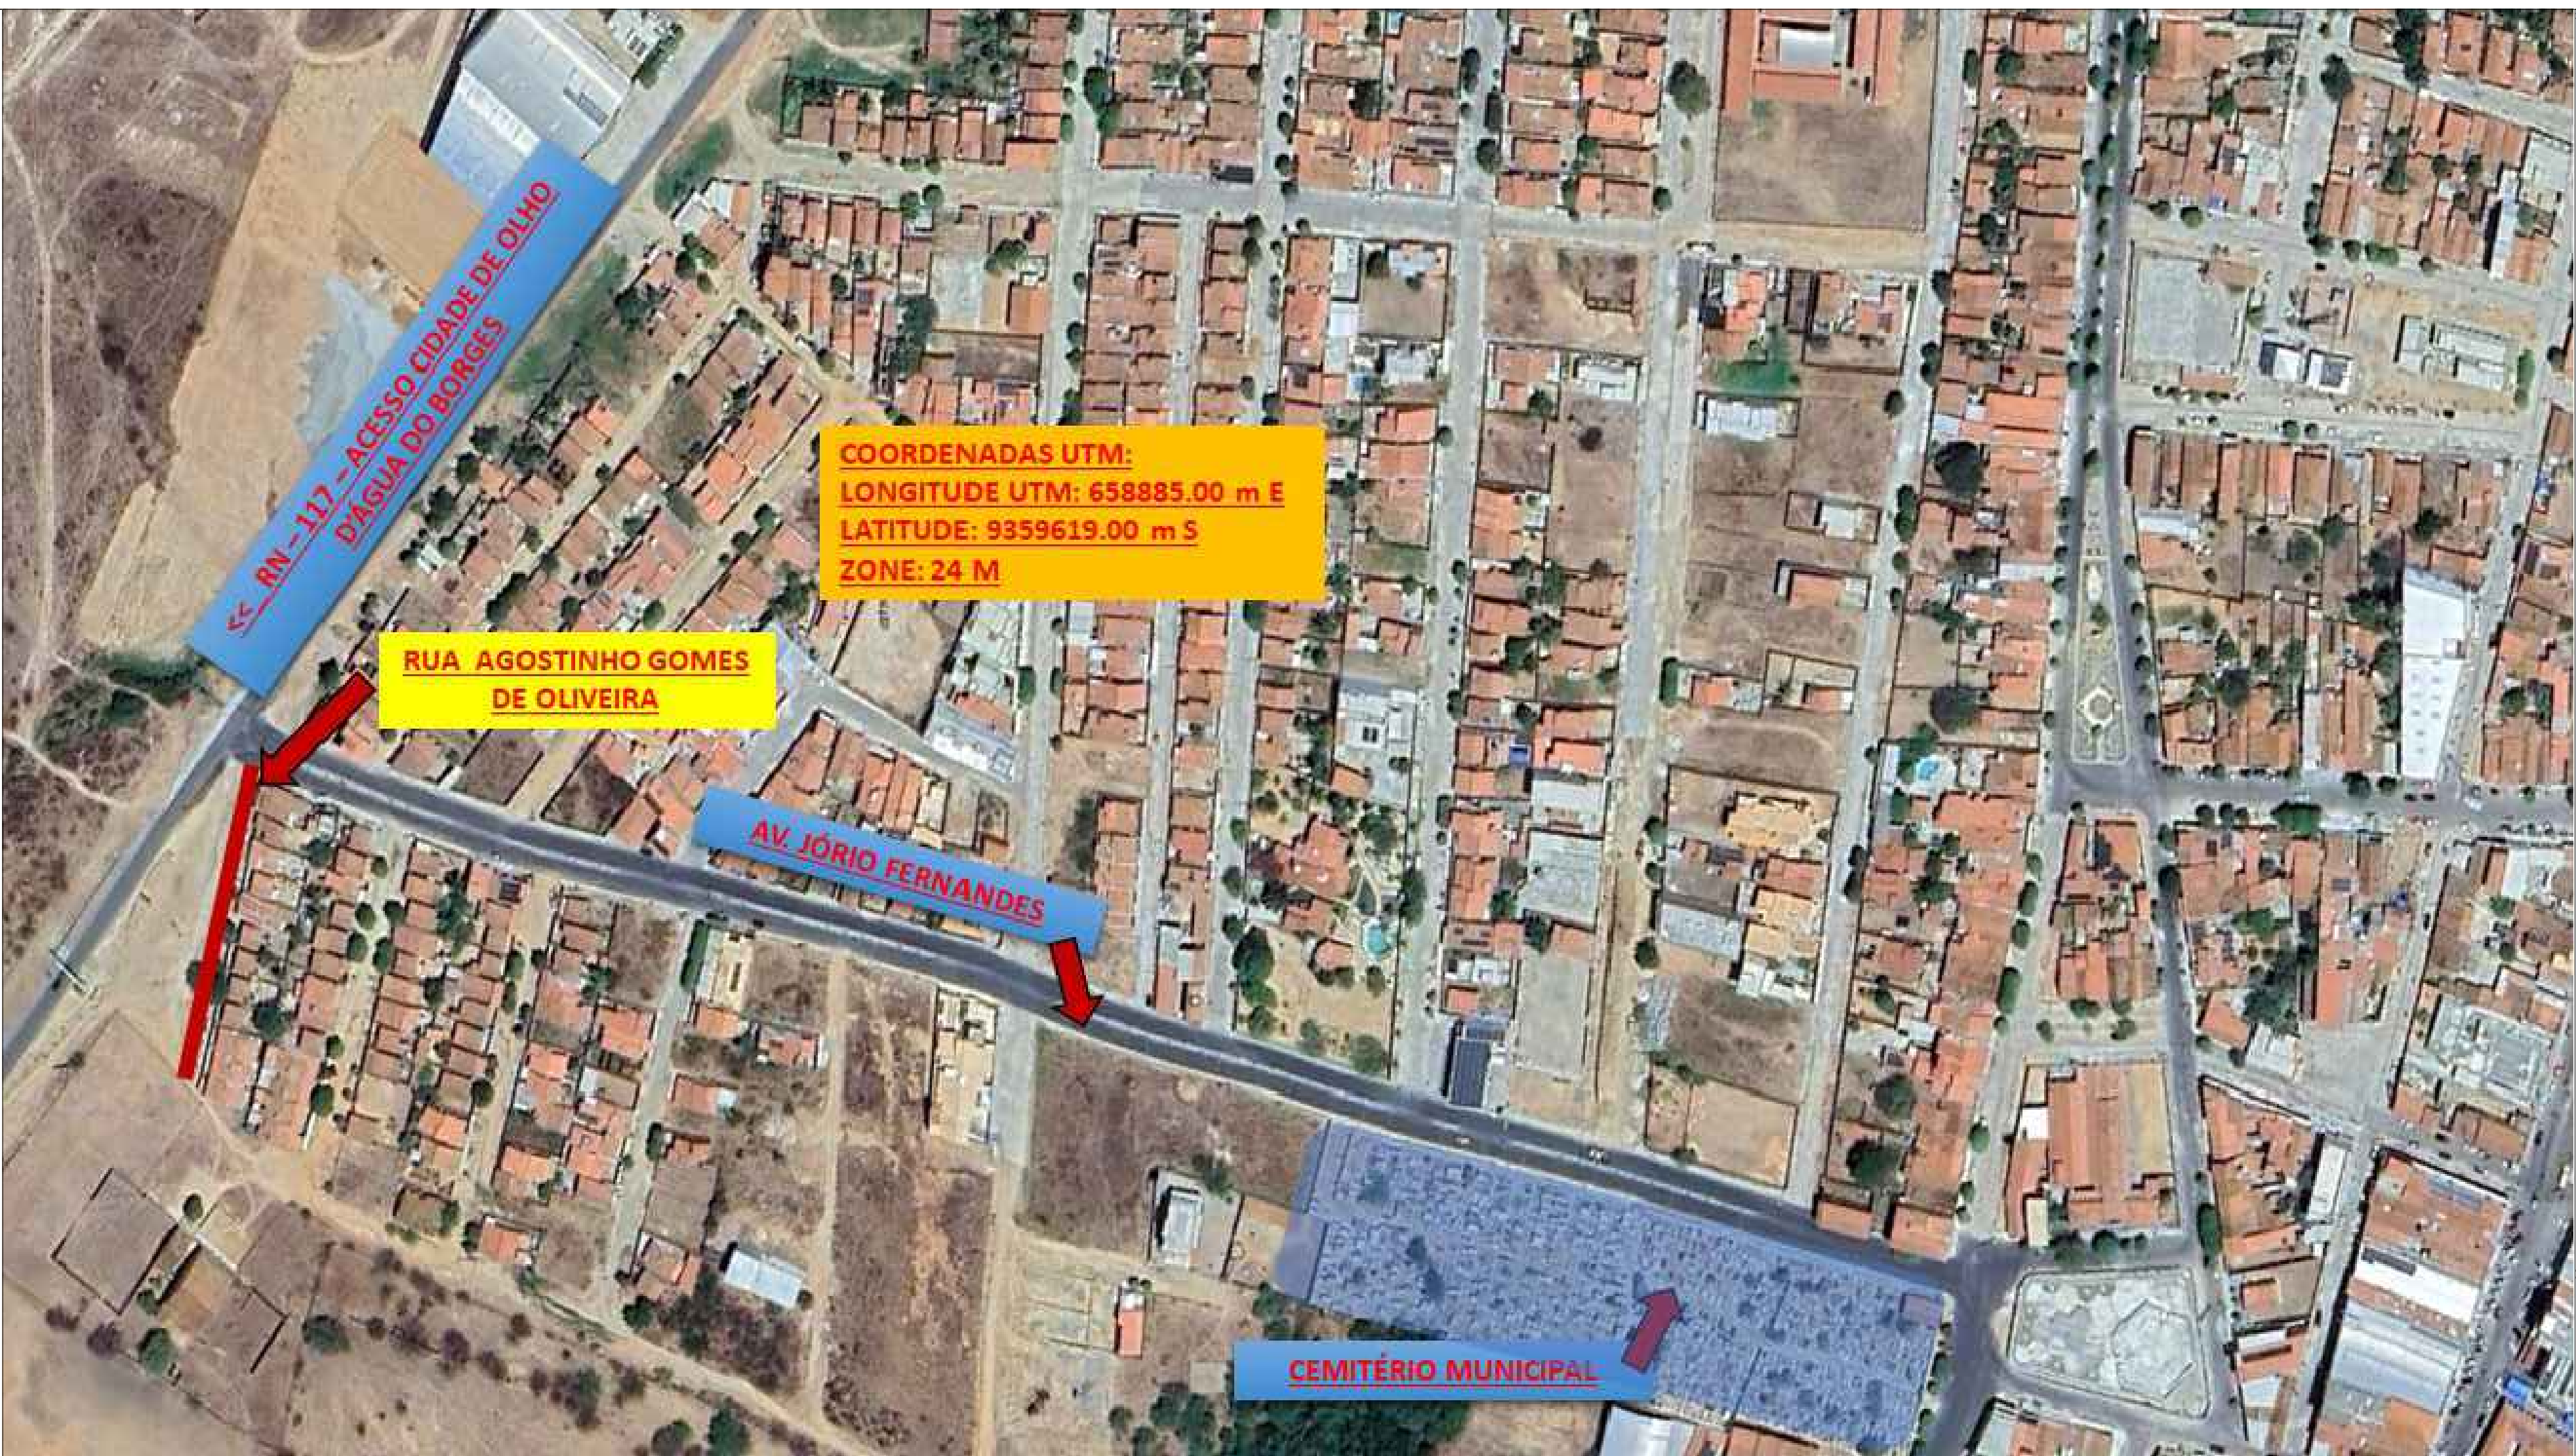 << RN – 117 – ACESSO CIDADE DE OLHO
D'ÁGUA DO BORGES
COORDENADAS UTM:
LONGITUDE UTM: 658885.00 m E
LATITUDE: 9359619.00 m S
ZONE: 24 M
RUA AGOSTINHO GOMES
DE OLIVEIRA
AV. JÓRIO FERNANDES
CEMITÉRIO MUNICIPAL